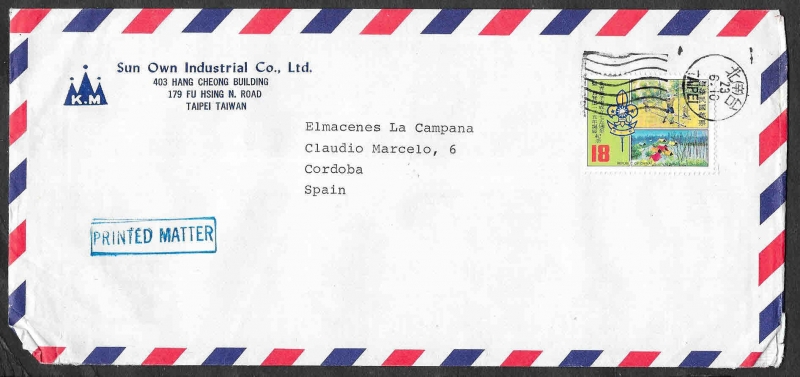 Sun Own Industrial Co., Ltd.
403 HANG CHEONG BUILDING
179 FU HSING N. ROAD
TAIPEI TAIWAN
K.M
Elmacenes La Campana
Claudio Marcelo, 6
Cordoba
Spain
PRINTED MATTER
18
TAIPEI